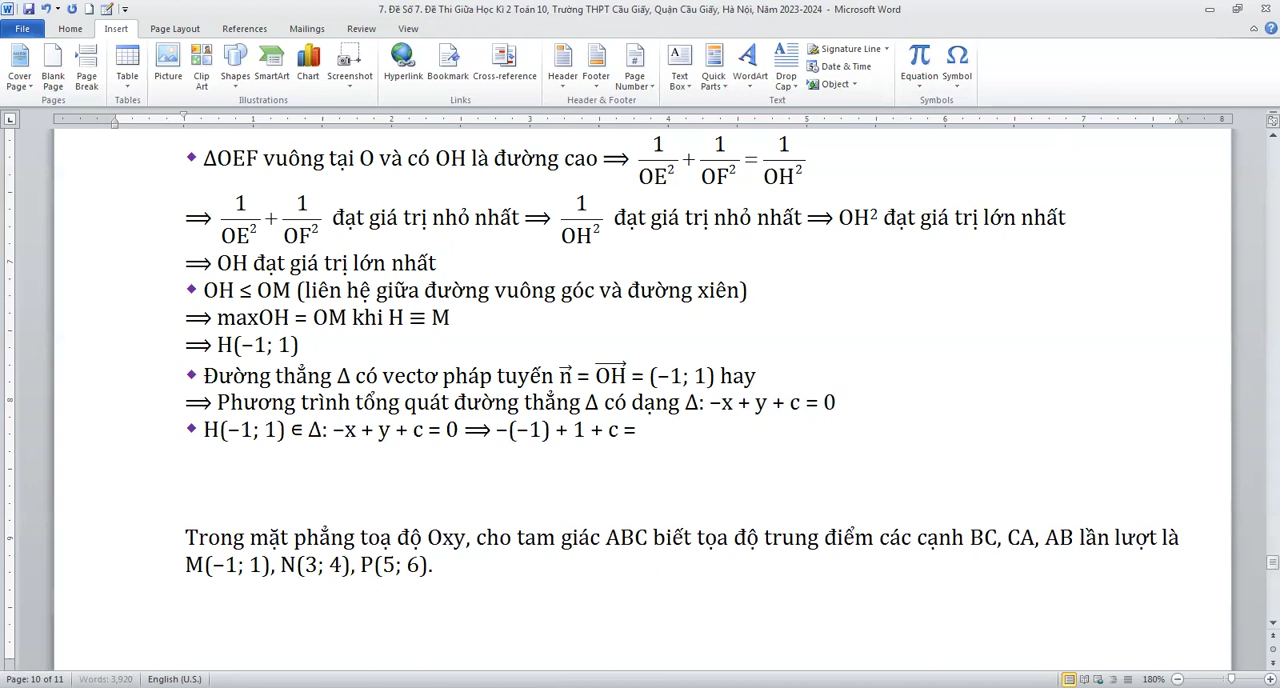 7. Đề Số 7. Đề Thi Giữa Học Kì 2 Toán 10, Trường THPT Cầu Giấy, Quận Cầu Giấy, Hà Nội, Năm 2023-2024 - Microsoft Word
File Home Insert Page Layout References Mailings Review View
Cover Page Blank Page Page Break Table Picture Clip Art Shapes SmartArt Chart Screenshot Hyperlink Bookmark Cross-reference Header Footer Page Number Text Box Quick Parts WordArt Drop Cap Signature Line Date & Time Object Equation Symbol
Pages Tables Illustrations Links Header & Footer Text Symbols
1 2 3 4 5 6 7 8
◆ ΔOEF vuông tại O và có OH là đường cao ⟹ 1/OE² + 1/OF² = 1/OH²
⟹ 1/OE² + 1/OF² đạt giá trị nhỏ nhất ⟹ 1/OH² đạt giá trị nhỏ nhất ⟹ OH² đạt giá trị lớn nhất
⟹ OH đạt giá trị lớn nhất
◆ OH ≤ OM (liên hệ giữa đường vuông góc và đường xiên)
⟹ maxOH = OM khi H ≡ M
⟹ H(−1; 1)
◆ Đường thẳng Δ có vectơ pháp tuyến n⃗ = OH⃗ = (−1; 1) hay
⟹ Phương trình tổng quát đường thẳng Δ có dạng Δ: −x + y + c = 0
◆ H(−1; 1) ∈ Δ: −x + y + c = 0 ⟹ −(−1) + 1 + c =
Trong mặt phẳng toạ độ Oxy, cho tam giác ABC biết tọa độ trung điểm các cạnh BC, CA, AB lần lượt là
M(−1; 1), N(3; 4), P(5; 6).
Page: 10 of 11 Words: 3,920 English (U.S.) 180%